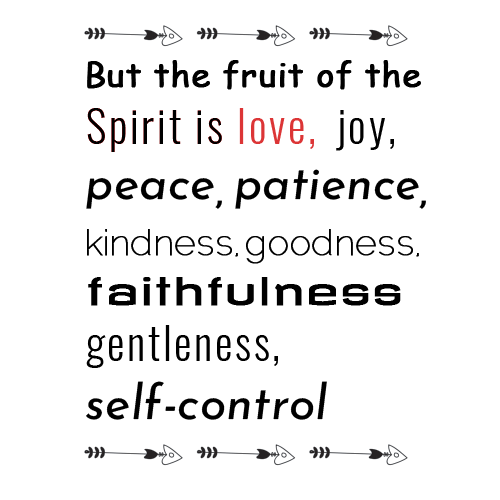 But the fruit of the
Spirit is love, joy,
peace, patience,
kindness, goodness,
faithfulness
gentleness,
self-control